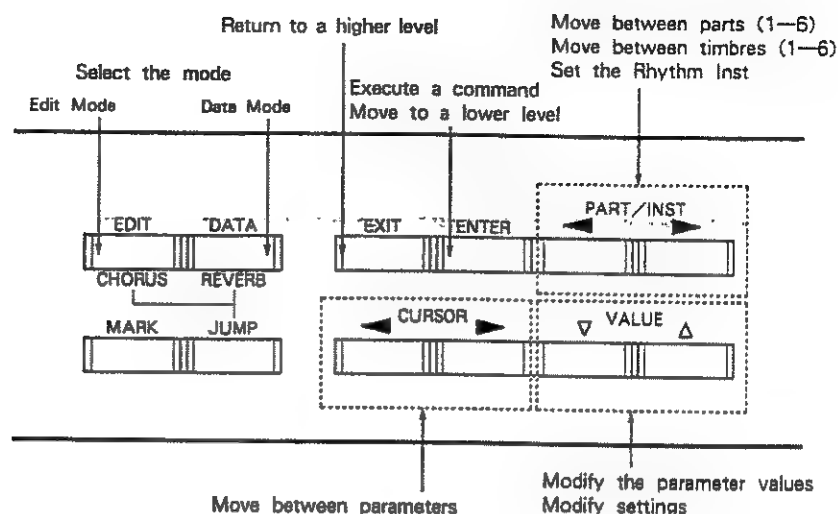 Return to a higher level
Move between parts (1—6)
Move between timbres (1—6)
Set the Rhythm Inst
Select the mode
Execute a command
Move to a lower level
Edit Mode
Data Mode
EDIT
DATA
EXIT
ENTER
PART/INST
CHORUS
REVERB
MARK
JUMP
CURSOR
VALUE
Move between parameters
Modify the parameter values
Modify settings